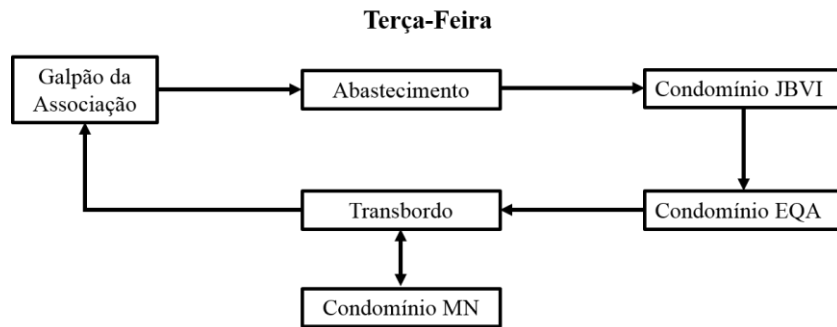 Terça-Feira
Galpão da
Associação
Abastecimento
Condomínio JBVI
Transbordo
Condomínio EQA
Condomínio MN